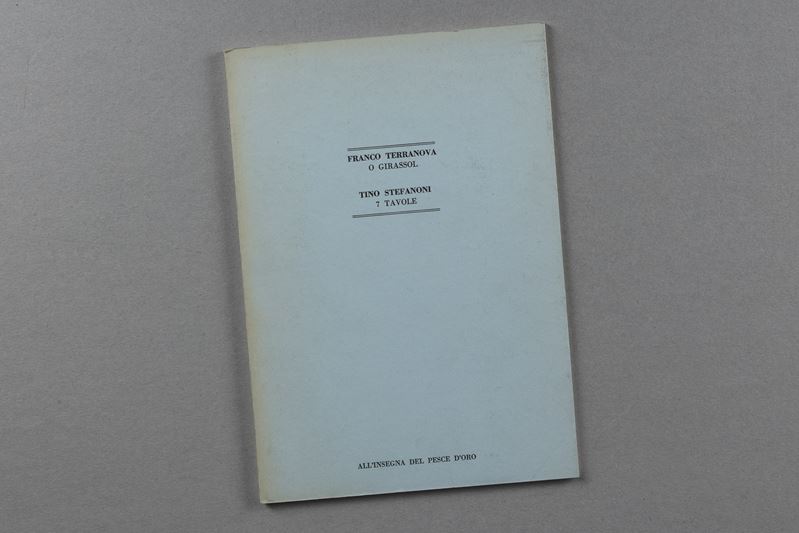 FRANCO TERRANOVA
O GIRASSOL
TINO STEFANONI
7 TAVOLE
ALL'INSEGNA DEL PESCE D'ORO